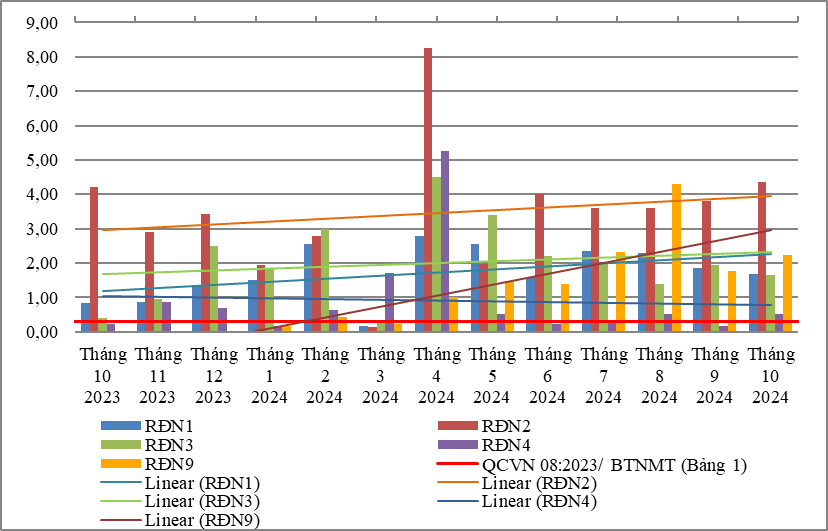 9,00
8,00
7,00
6,00
5,00
4,00
3,00
2,00
1,00
0,00
Tháng Tháng Tháng Tháng Tháng Tháng Tháng Tháng Tháng Tháng Tháng Tháng Tháng
10 11 12 1 2 3 4 5 6 7 8 9 10
2023 2023 2023 2024 2024 2024 2024 2024 2024 2024 2024 2024 2024
RĐN1 RĐN2
RĐN3 RĐN4
RĐN9 QCVN 08:2023/ BTNMT (Bảng 1)
Linear (RĐN1) Linear (RĐN2)
Linear (RĐN3) Linear (RĐN4)
Linear (RĐN9)